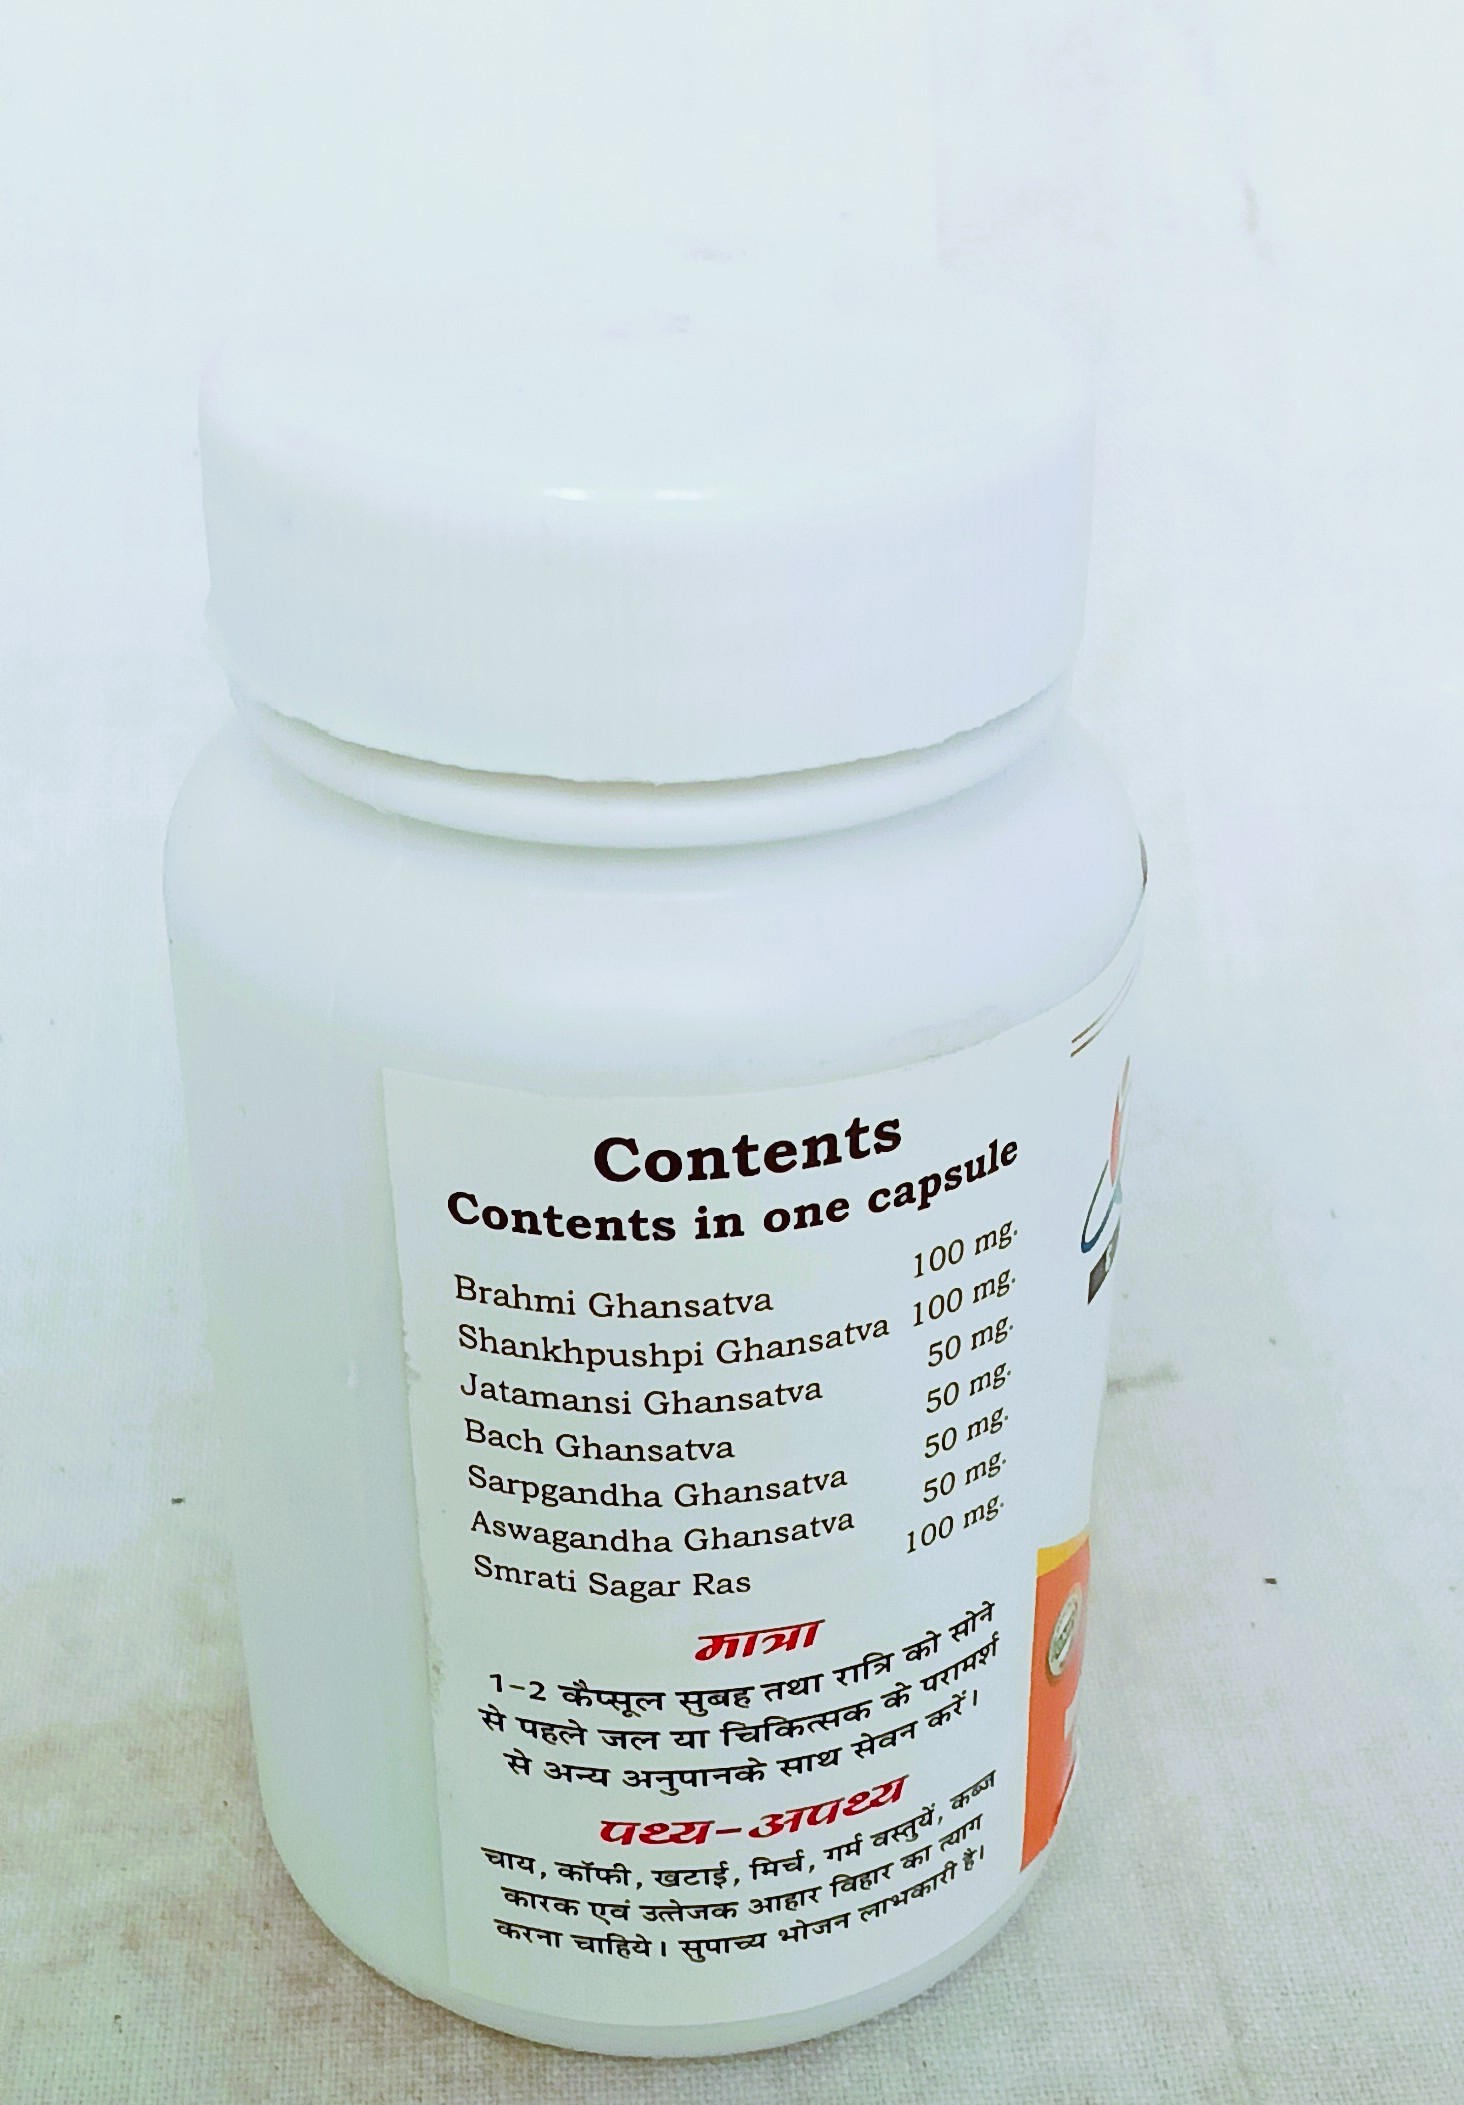 Contents
Contents in one capsule
Brahmi Ghansatva 100 mg.
Shankhpushpi Ghansatva 100 mg.
Jatamansi Ghansatva 50 mg.
Bach Ghansatva 50 mg.
Sarpgandha Ghansatva 50 mg.
Aswagandha Ghansatva 50 mg.
Smrati Sagar Ras 100 mg.
मात्रा
1-2 कैप्सूल सुबह तथा रात्रि को सोने
से पहले जल या चिकित्सक के परामर्श
से अन्य अनुपानके साथ सेवन करें।
पथ्य-अपथ्य
चाय, कॉफी, खटाई, मिर्च, गर्म वस्तुयें, कब्ज
कारक एवं उत्तेजक आहार विहार का त्याग
करना चाहिये। सुपाच्य भोजन लाभकारी है।